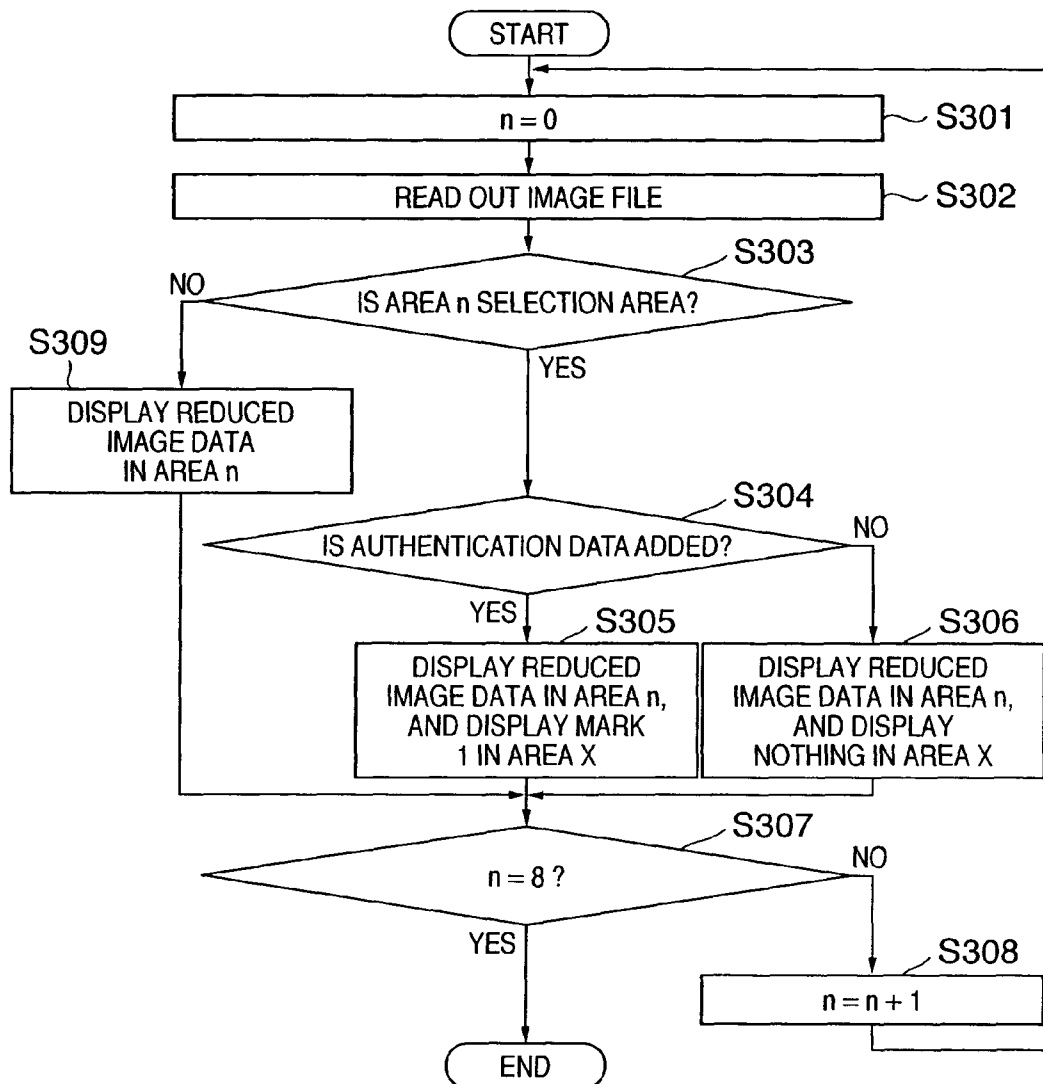 START
n = 0
S301
READ OUT IMAGE FILE
S302
S303
NO
IS AREA n SELECTION AREA?
YES
S309
DISPLAY REDUCED
IMAGE DATA
IN AREA n
S304
IS AUTHENTICATION DATA ADDED?
NO
YES
S305
DISPLAY REDUCED
IMAGE DATA IN AREA n,
AND DISPLAY MARK
1 IN AREA X
S306
DISPLAY REDUCED
IMAGE DATA IN AREA n,
AND DISPLAY
NOTHING IN AREA X
S307
n = 8 ?
NO
YES
S308
n = n + 1
END